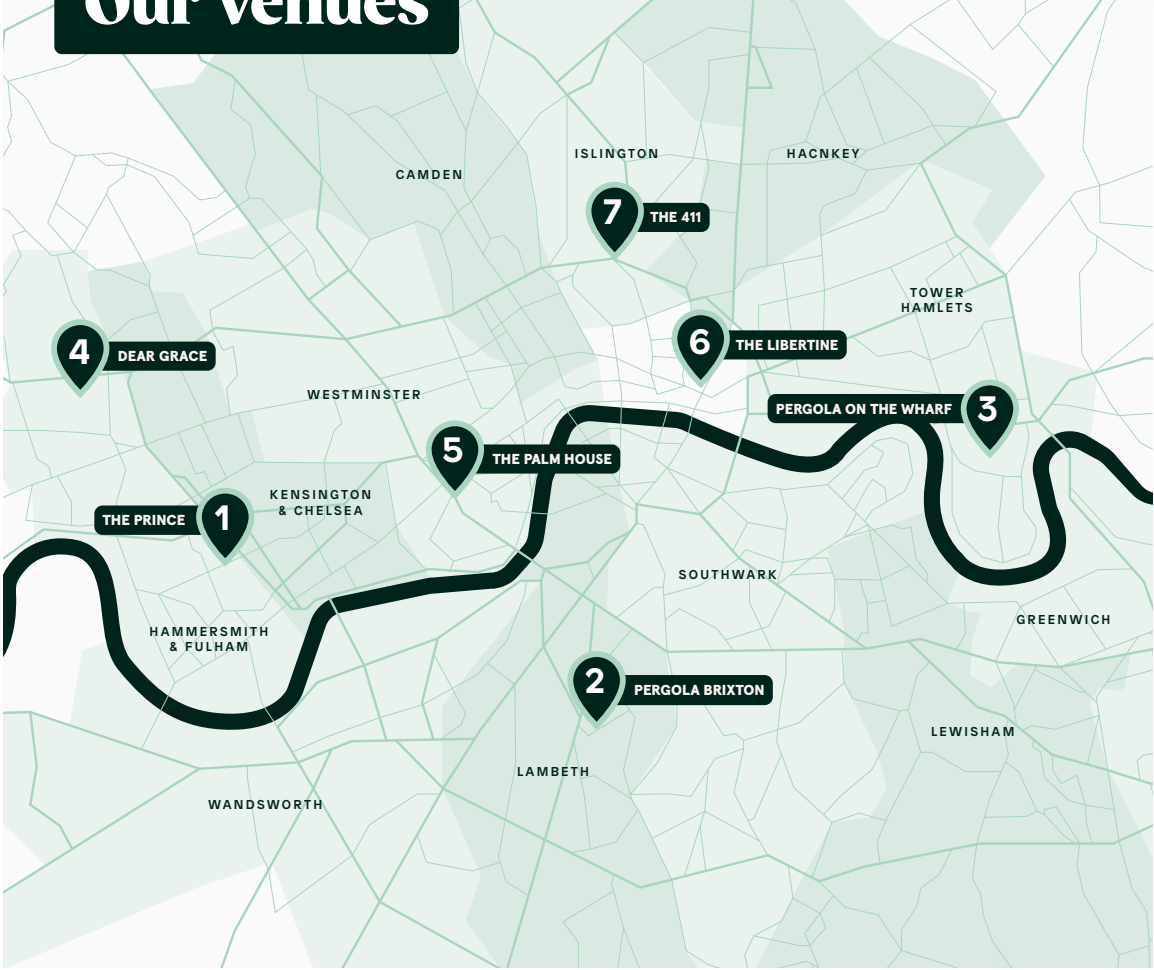 Our venues
ISLINGTON
HACNKEY
CAMDEN
7
THE 411
TOWER
HAMLETS
4
DEAR GRACE
6
THE LIBERTINE
WESTMINSTER
PERGOLA ON THE WHARF
3
5
THE PALM HOUSE
KENSINGTON
& CHELSEA
THE PRINCE
1
SOUTHWARK
GREENWICH
HAMMERSMITH
& FULHAM
2
PERGOLA BRIXTON
LEWISHAM
LAMBETH
WANDSWORTH